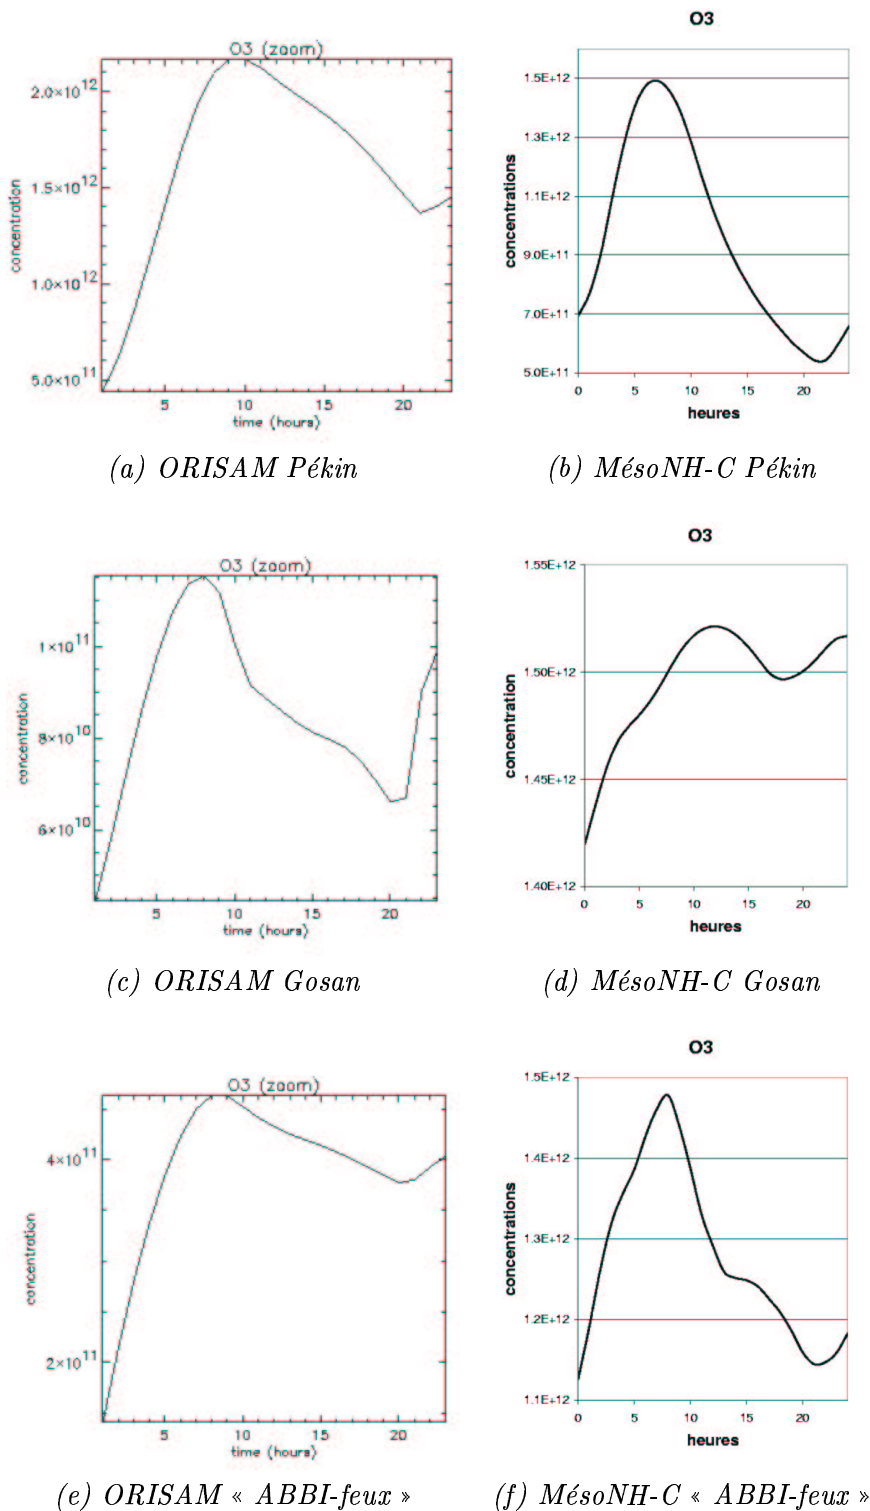 O3 (zoom)
2.0×10¹²
1.5×10¹²
1.0×10¹²
5.0×10¹¹
concentration
5 10 15 20
time (hours)
(a) ORISAM Pékin
O3
1.5E+12
1.3E+12
1.1E+12
9.0E+11
7.0E+11
5.0E+11
concentrations
0 5 10 15 20
heures
(b) MésoNH-C Pékin
O3 (zoom)
1×10¹¹
8×10¹⁰
6×10¹⁰
concentration
5 10 15 20
time (hours)
(c) ORISAM Gosan
O3
1.55E+12
1.50E+12
1.45E+12
1.40E+12
concentration
0 5 10 15 20
heures
(d) MésoNH-C Gosan
O3 (zoom)
4×10¹¹
2×10¹¹
concentration
5 10 15 20
time (hours)
(e) ORISAM « ABBI-feux »
O3
1.5E+12
1.4E+12
1.3E+12
1.2E+12
1.1E+12
concentrations
0 5 10 15 20
heures
(f) MésoNH-C « ABBI-feux »